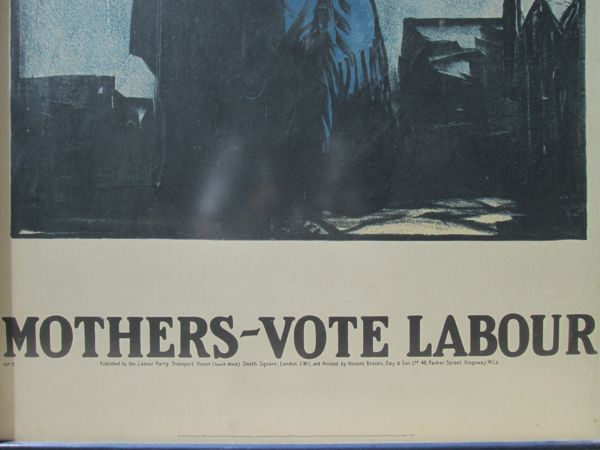 MOTHERS-VOTE LABOUR
Published by the Labour Party, Transport House (South Block) Smith Square, London. S.W.1. and Printed by Vincent Brooks, Day & Son Ltd. 48, Parker Street, Kingsway, W.C.2.